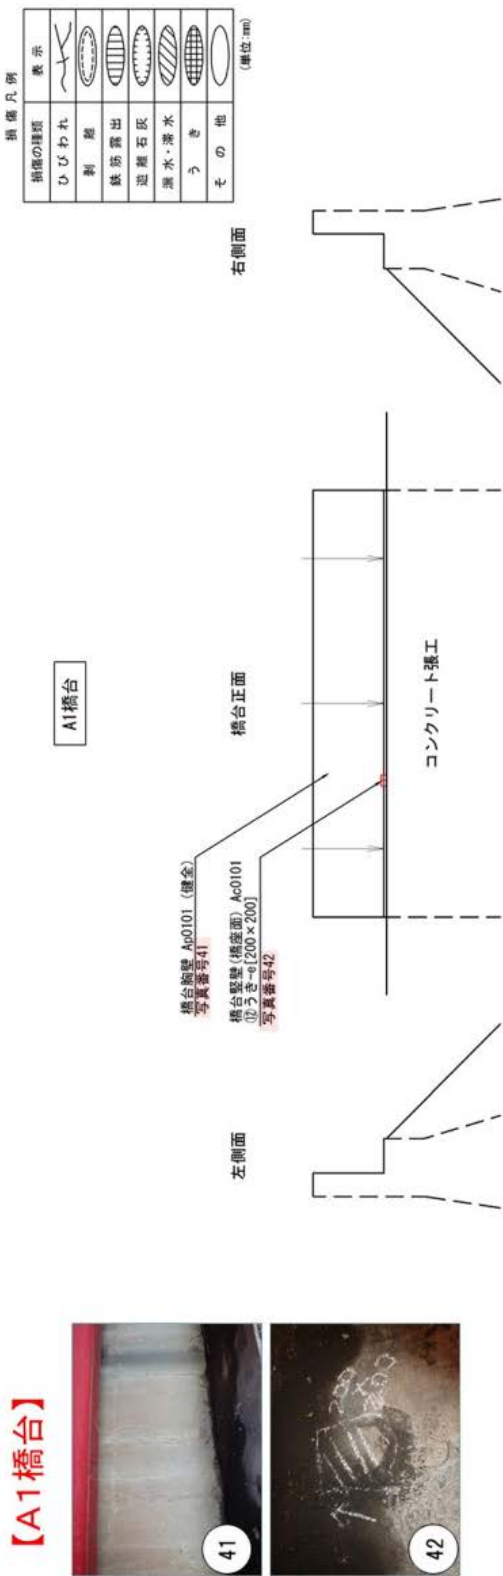 【A1橋台】
41
42
A1橋台
左側面
橋台正面
右側面
橋台胸壁 Ap0101 (健全)
写真番号41
橋台竪壁(橋座面) Ac0101
⑫うき-e[200×200]
写真番号42
コンクリート張工
損傷凡例
損傷の種類 表示
ひびわれ
剥離
鉄筋露出
遊離石灰
漏水・滞水
うき
その他
(単位:mm)